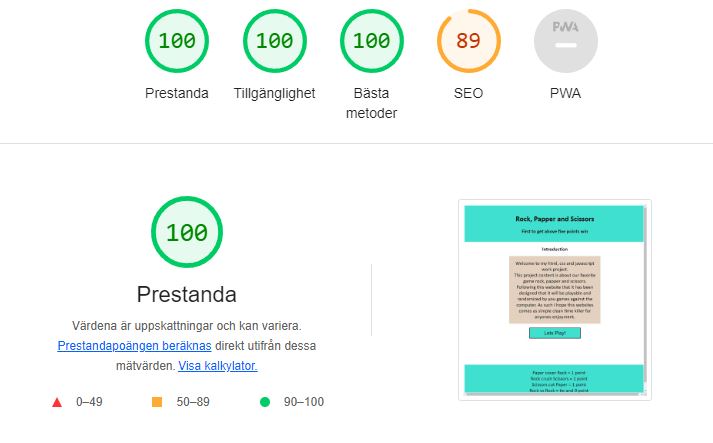 100
100
100
89
PWA
Prestanda
Tillgänglighet
Bästa metoder
SEO
PWA
100
Prestanda
Värdena är uppskattningar och kan variera.
Prestandapoängen beräknas direkt utifrån dessa
mätvärden. Visa kalkylator.
0–49
50–89
90–100
Rock, Papper and Scissors
First to get above five points win
Introduction
Welcome to my html, css and javascript
work project.
This project content is about our favorite
game rock, papper and scissors.
Following this website that it has been
designed that it will be playable and
randomized by you games against the
computer. As such I hope this websites
comes as simple clean time killer for
anyones enjoyment.
Lets Play!
Paper cover Rock = 1 point
Rock crush Scissors = 1 point
Scissors cut Paper = 1 point
Rock vs Rock = tie and 0 point